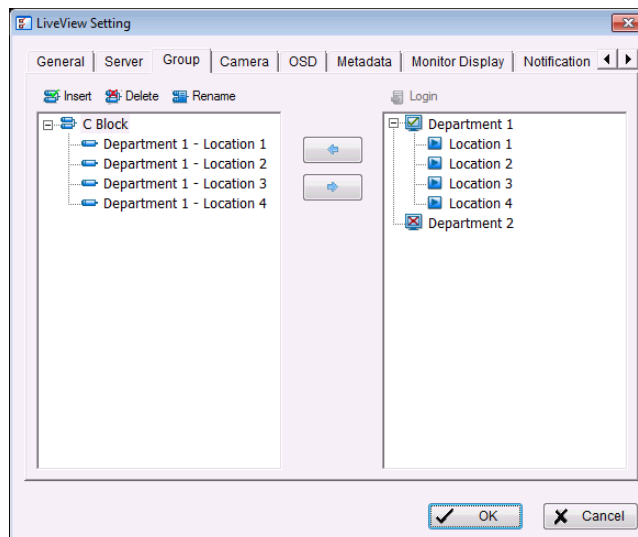 LiveView Setting
General Server Group Camera OSD Metadata Monitor Display Notification
Insert Delete Rename
Login
C Block
Department 1 - Location 1
Department 1 - Location 2
Department 1 - Location 3
Department 1 - Location 4
Department 1
Location 1
Location 2
Location 3
Location 4
Department 2
OK Cancel